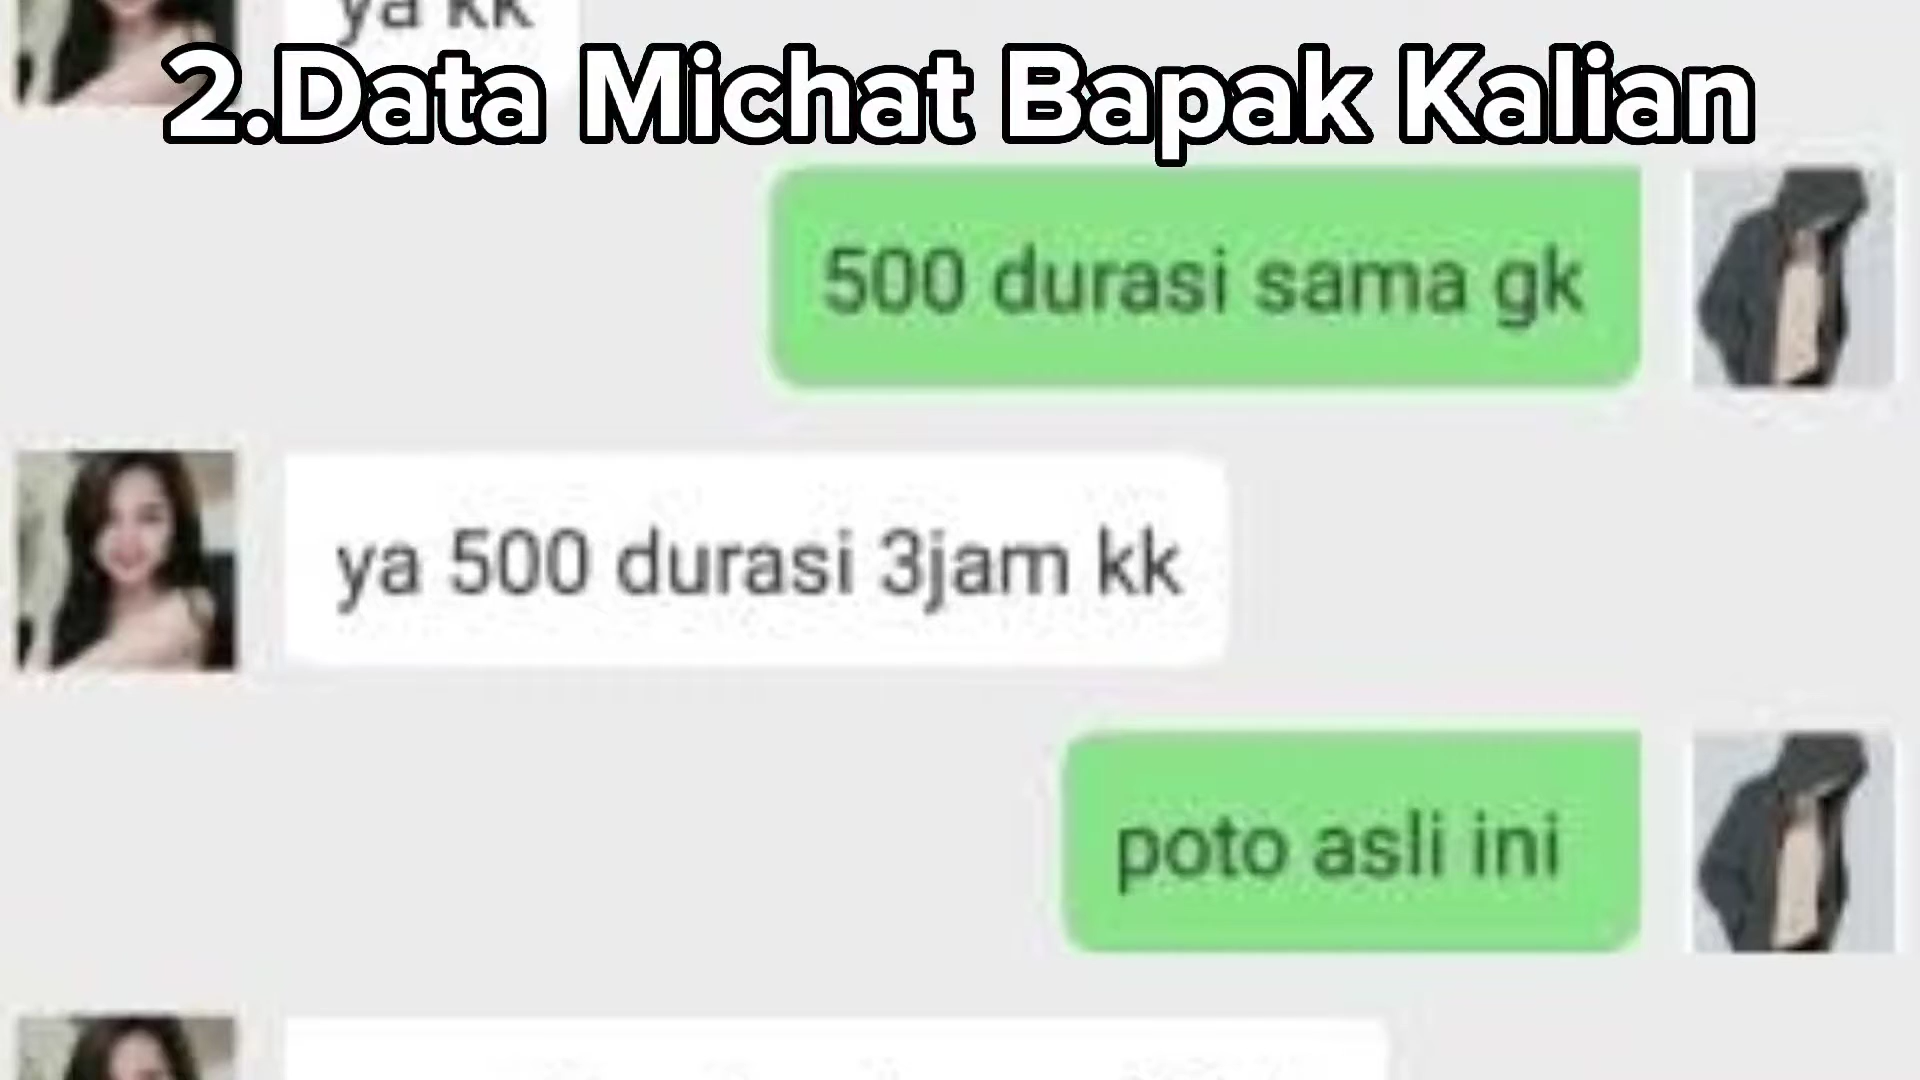 ya kk
2.Data Michat Bapak Kalian
500 durasi sama gk
ya 500 durasi 3jam kk
poto asli ini